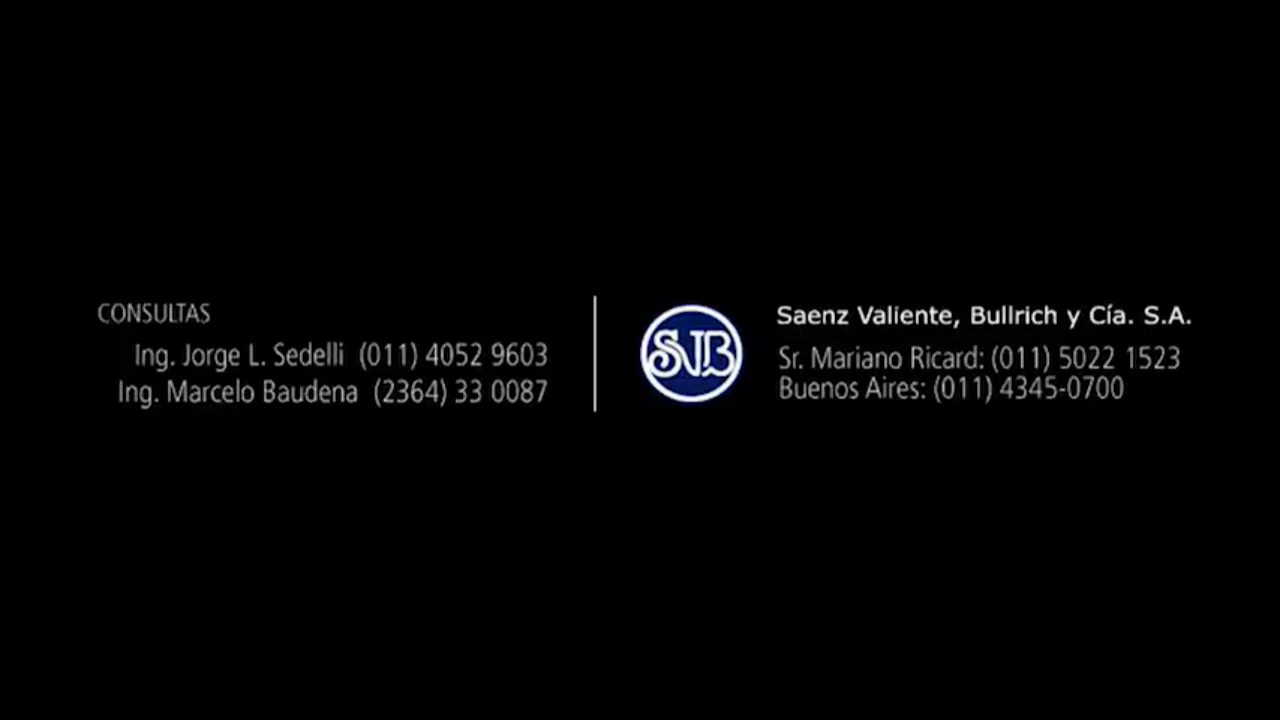 CONSULTAS
Ing. Jorge L. Sedelli (011) 4052 9603
Ing. Marcelo Baudena (2364) 33 0087
SVB
Saenz Valiente, Bullrich y Cía. S.A.
Sr. Mariano Ricard: (011) 5022 1523
Buenos Aires: (011) 4345-0700